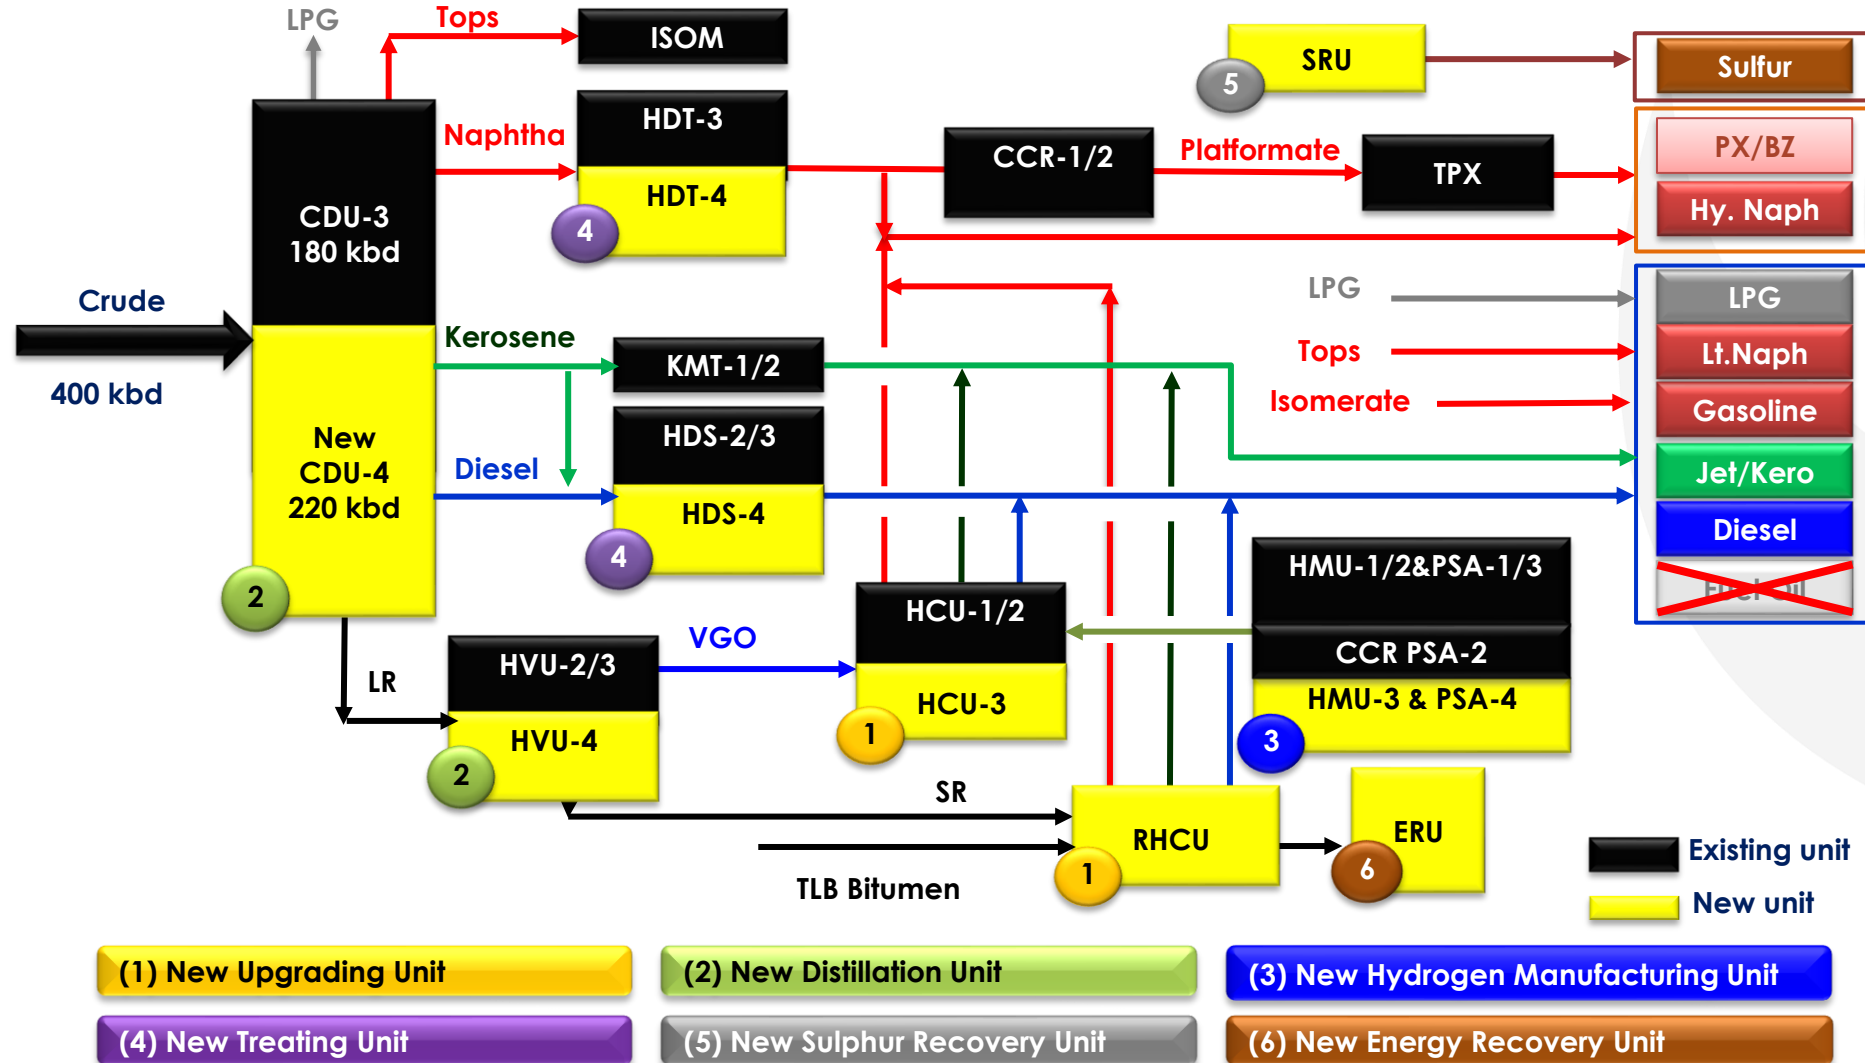 LPG
Tops
ISOM
SRU
5
Sulfur
HDT-3
Naphtha
HDT-4
4
CCR-1/2
Platformate
TPX
PX/BZ
Hy. Naph
CDU-3
180 kbd
Crude
400 kbd
New
CDU-4
220 kbd
2
Kerosene
KMT-1/2
HDS-2/3
Diesel
HDS-4
4
LPG
Tops
Isomerate
LPG
Lt.Naph
Gasoline
Jet/Kero
Diesel
Fuel Oil
LR
HVU-2/3
HVU-4
2
VGO
HCU-1/2
HCU-3
1
HMU-1/2&PSA-1/3
CCR PSA-2
HMU-3 & PSA-4
3
SR
TLB Bitumen
RHCU
1
ERU
6
Existing unit
New unit
(1) New Upgrading Unit
(2) New Distillation Unit
(3) New Hydrogen Manufacturing Unit
(4) New Treating Unit
(5) New Sulphur Recovery Unit
(6) New Energy Recovery Unit